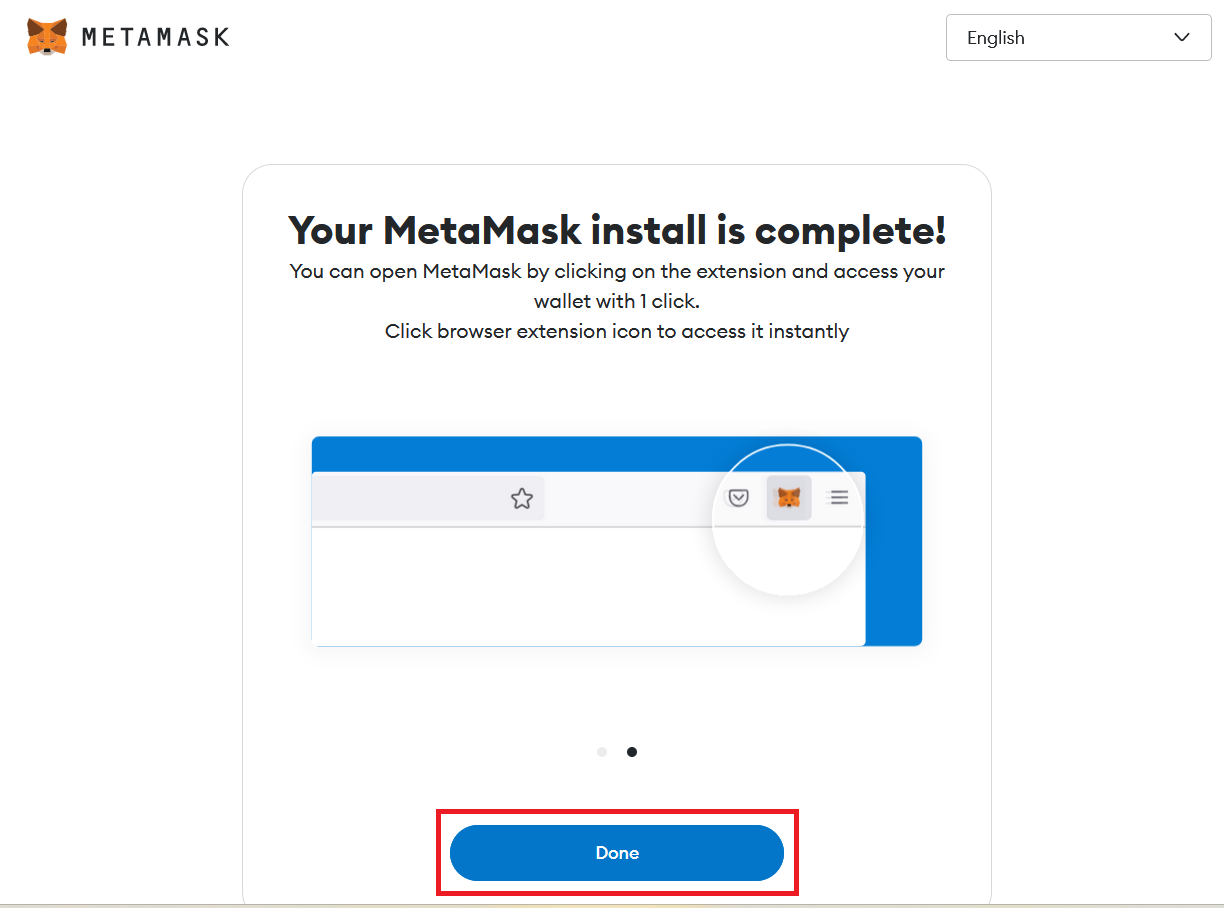 METAMASK
English
Your MetaMask install is complete!
You can open MetaMask by clicking on the extension and access your
wallet with 1 click.
Click browser extension icon to access it instantly
Done